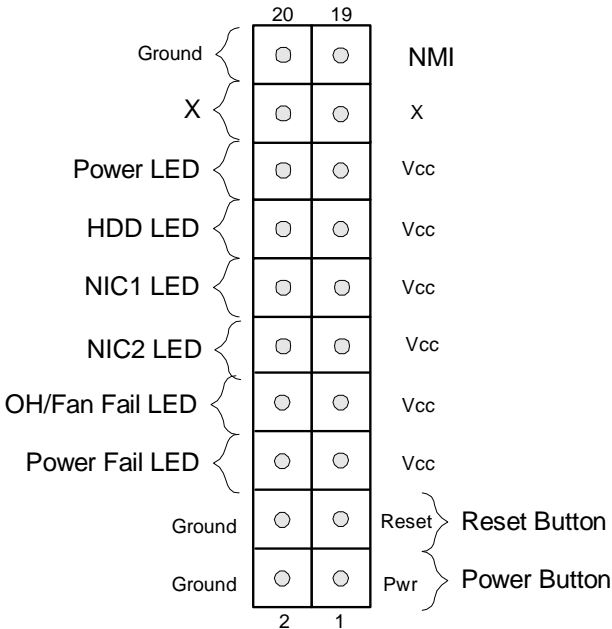 20 19
Ground NMI
X X
Power LED Vcc
HDD LED Vcc
NIC1 LED Vcc
NIC2 LED Vcc
OH/Fan Fail LED Vcc
Power Fail LED Vcc
Ground Reset Reset Button
Ground Pwr Power Button
2 1